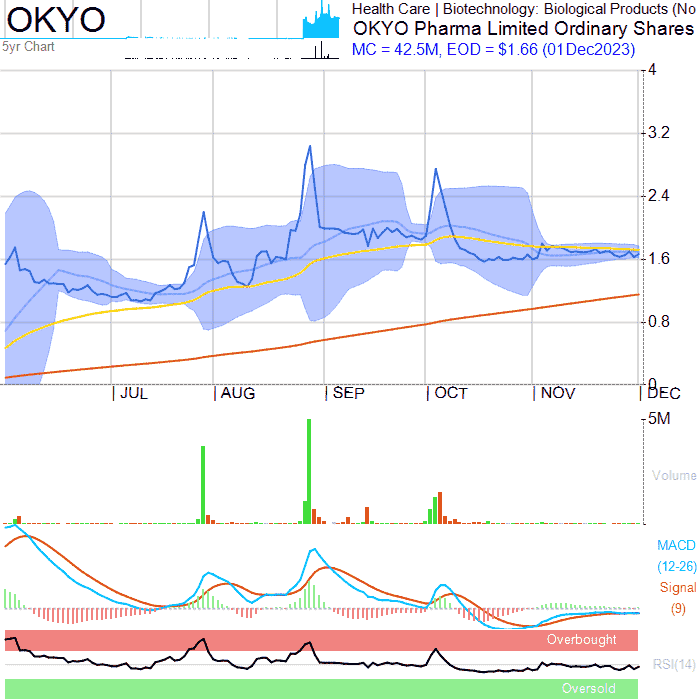 OKYO
5yr Chart
Health Care | Biotechnology: Biological Products (No
OKYO Pharma Limited Ordinary Shares
MC = 42.5M, EOD = $1.66 (01Dec2023)
4
3.2
2.4
1.6
0.8
0
JUL AUG SEP OCT NOV DEC
5M
Volume
MACD
(12-26)
Signal
(9)
Overbought
RSI(14)
Oversold